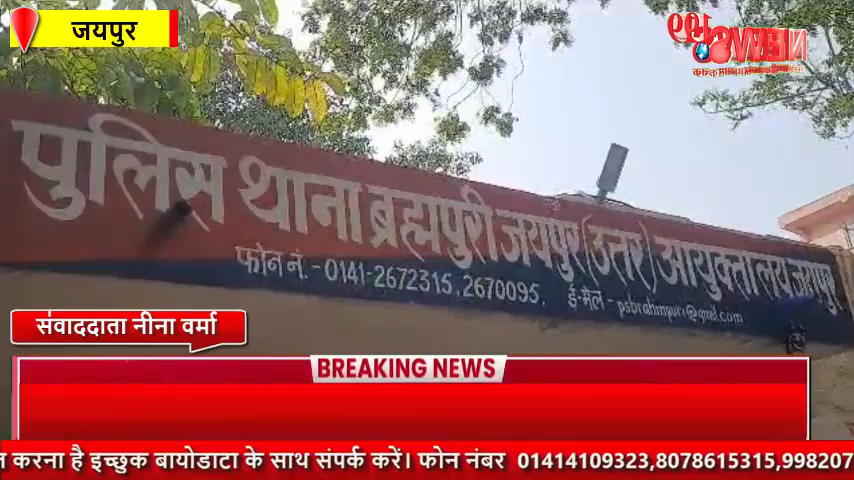 जयपुर
पुलिस थाना ब्रह्मपुरी जयपुर (उत्तर) आयुक्तालय जयपुर
फोन नं.- 0141-2672315, 2670095, ई-मेल - psbrahmpuri@gmail.com
संवाददाता नीना वर्मा
BREAKING NEWS
करना है इच्छुक बायोडाटा के साथ संपर्क करें। फोन नंबर 01414109323,8078615315,998207